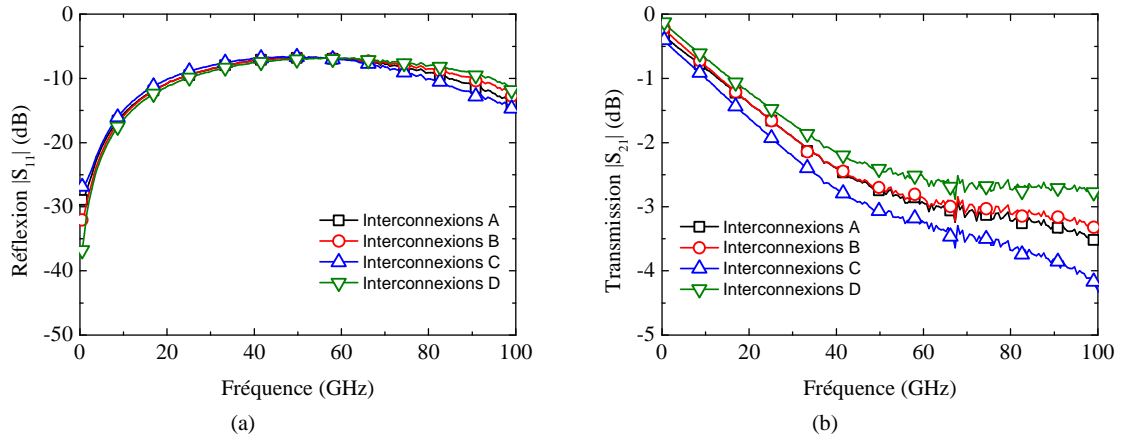 0
-10
-20
-30
-40
-50
Réflexion |S11| (dB)
Interconnexions A
Interconnexions B
Interconnexions C
Interconnexions D
0 20 40 60 80 100
Fréquence (GHz)
(a)
0
-1
-2
-3
-4
-5
Transmission |S21| (dB)
Interconnexions A
Interconnexions B
Interconnexions C
Interconnexions D
0 20 40 60 80 100
Fréquence (GHz)
(b)